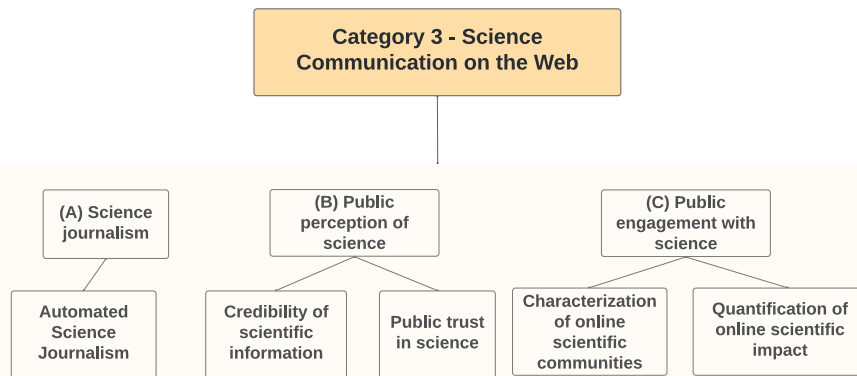 Category 3 - Science
Communication on the Web
(A) Science
journalism
(B) Public
perception of
science
(C) Public
engagement with
science
Automated
Science
Journalism
Credibility of
scientific
information
Public trust
in science
Characterization
of online
scientific
communities
Quantification of
online scientific
impact